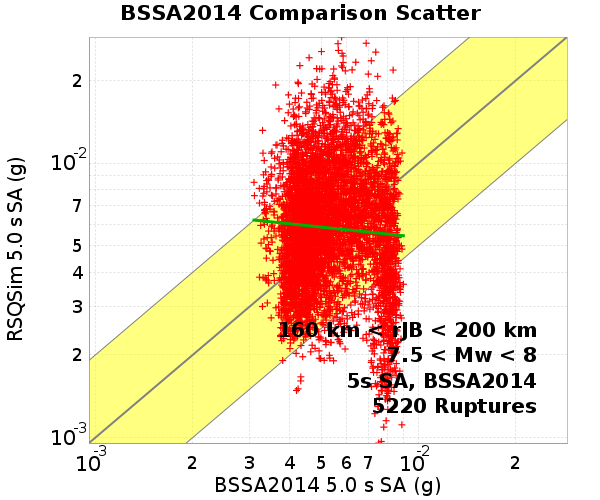 BSSA2014 Comparison Scatter
RSQSim 5.0 s SA (g)
2
10-2
7
5
4
3
2
10-3
160 km < rJB < 200 km
7.5 < Mw < 8
5s SA, BSSA2014
5220 Ruptures
10-3 2 3 4 5 6 7 10-2 2
BSSA2014 5.0 s SA (g)